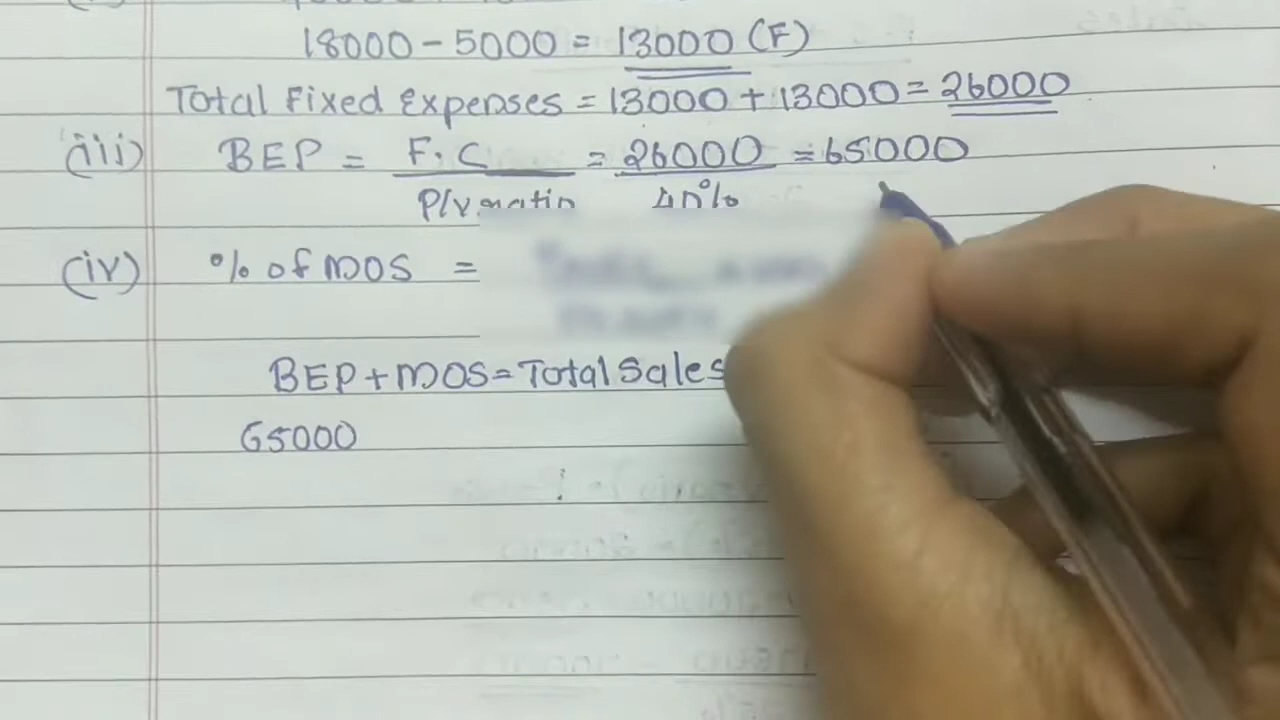 18000 - 5000 = 13000 (F)
Total Fixed Expenses = 13000 + 13000 = 26000
(iii) BEP = F.C / P/V ratio = 26000 / 40% = 65000
(iv) % of MOS =
BEP + MOS = Total Sales
65000